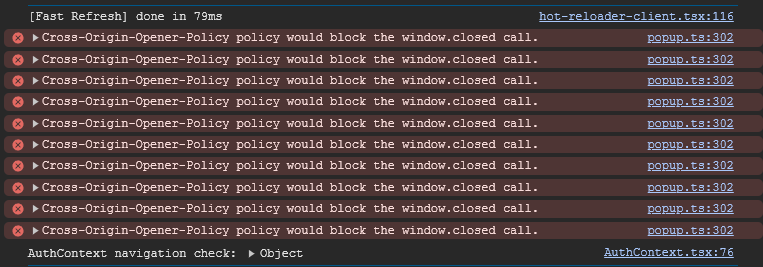 [Fast Refresh] done in 79ms hot-reloader-client.tsx:116
Cross-Origin-Opener-Policy policy would block the window.closed call. popup.ts:302
Cross-Origin-Opener-Policy policy would block the window.closed call. popup.ts:302
Cross-Origin-Opener-Policy policy would block the window.closed call. popup.ts:302
Cross-Origin-Opener-Policy policy would block the window.closed call. popup.ts:302
Cross-Origin-Opener-Policy policy would block the window.closed call. popup.ts:302
Cross-Origin-Opener-Policy policy would block the window.closed call. popup.ts:302
Cross-Origin-Opener-Policy policy would block the window.closed call. popup.ts:302
Cross-Origin-Opener-Policy policy would block the window.closed call. popup.ts:302
Cross-Origin-Opener-Policy policy would block the window.closed call. popup.ts:302
Cross-Origin-Opener-Policy policy would block the window.closed call. popup.ts:302
AuthContext navigation check: Object AuthContext.tsx:76